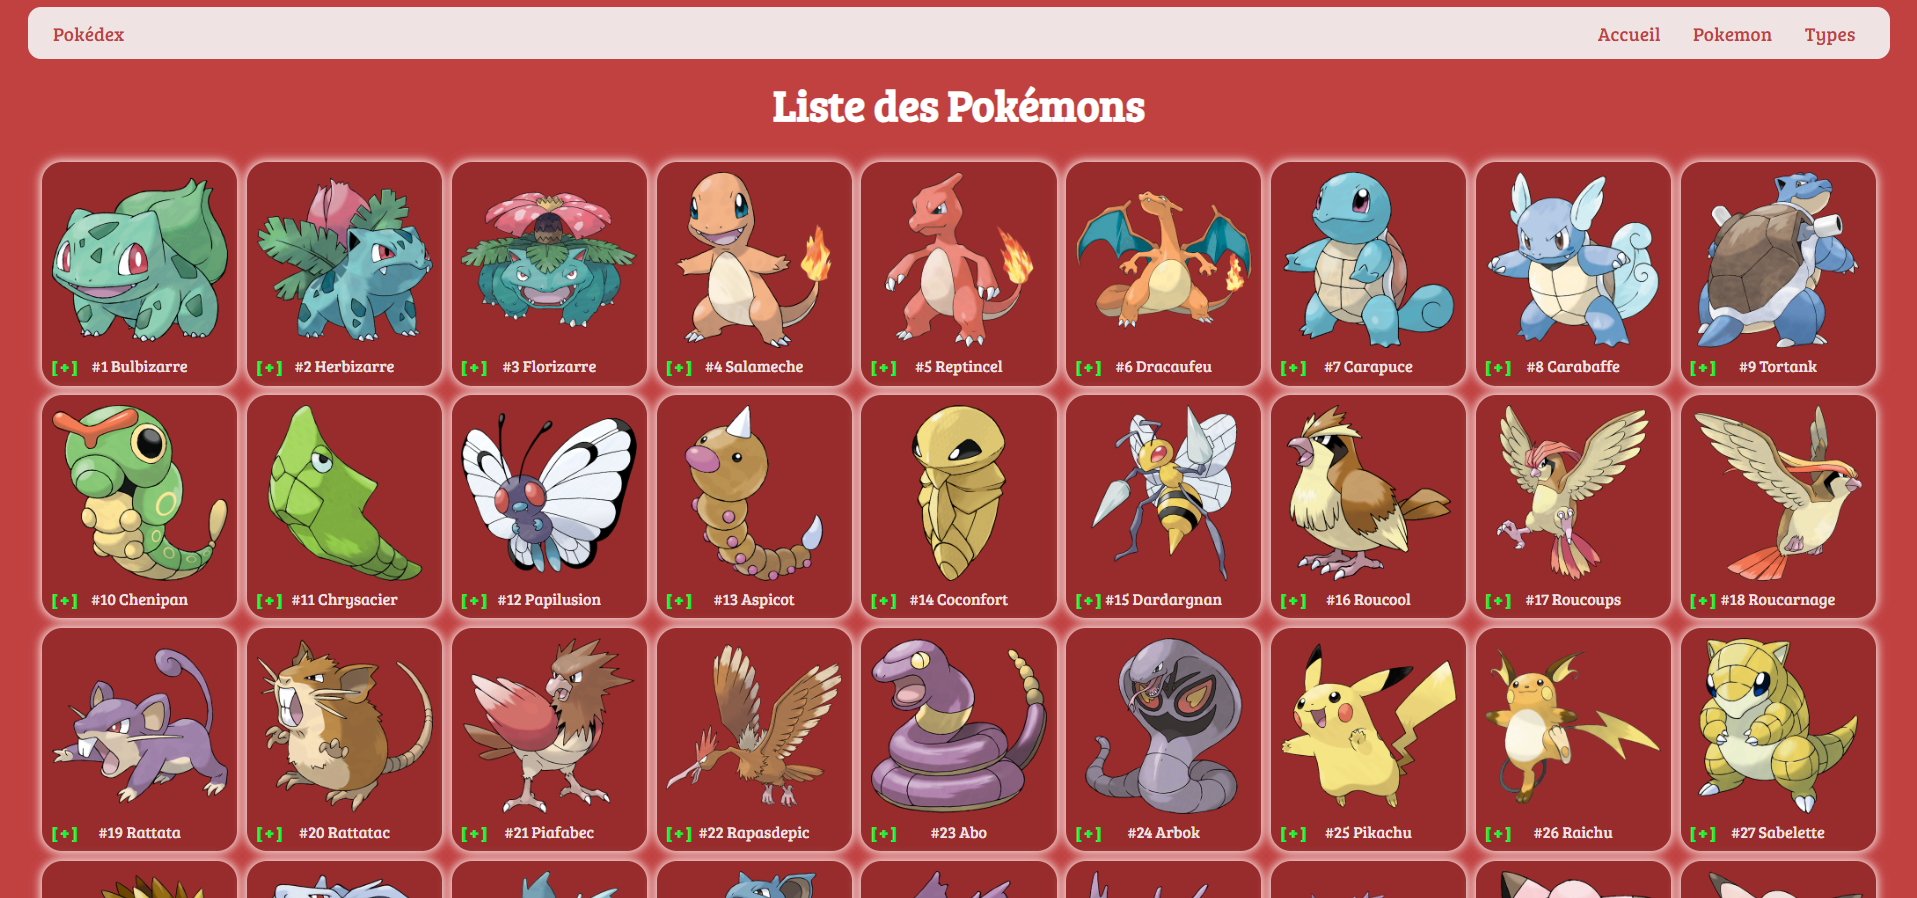 Pokédex Accueil Pokemon Types
Liste des Pokémons
[+] #1 Bulbizarre [+] #2 Herbizarre [+] #3 Florizarre [+] #4 Salameche [+] #5 Reptincel [+] #6 Dracaufeu [+] #7 Carapuce [+] #8 Carabaffe [+] #9 Tortank
[+] #10 Chenipan [+] #11 Chrysacier [+] #12 Papilusion [+] #13 Aspicot [+] #14 Coconfort [+] #15 Dardargnan [+] #16 Roucool [+] #17 Roucoups [+] #18 Roucarnage
[+] #19 Rattata [+] #20 Rattatac [+] #21 Piafabec [+] #22 Rapasdepic [+] #23 Abo [+] #24 Arbok [+] #25 Pikachu [+] #26 Raichu [+] #27 Sabelette